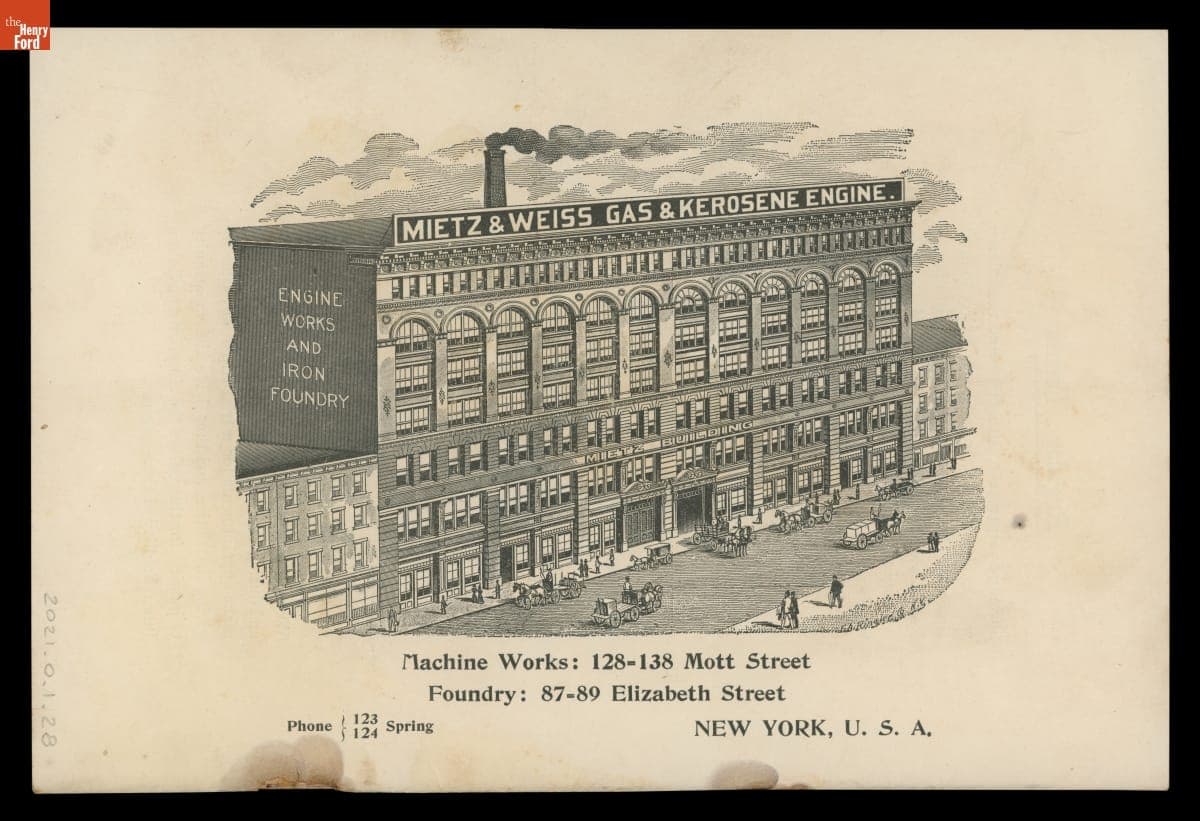 the
Henry
Ford
MIETZ & WEISS GAS & KEROSENE ENGINE.
ENGINE
WORKS
AND
IRON
FOUNDRY
MIETZ BUILDING
Machine Works: 128=138 Mott Street
Foundry: 87=89 Elizabeth Street
Phone { 123 124 Spring
NEW YORK, U. S. A.
2021.0.1.28